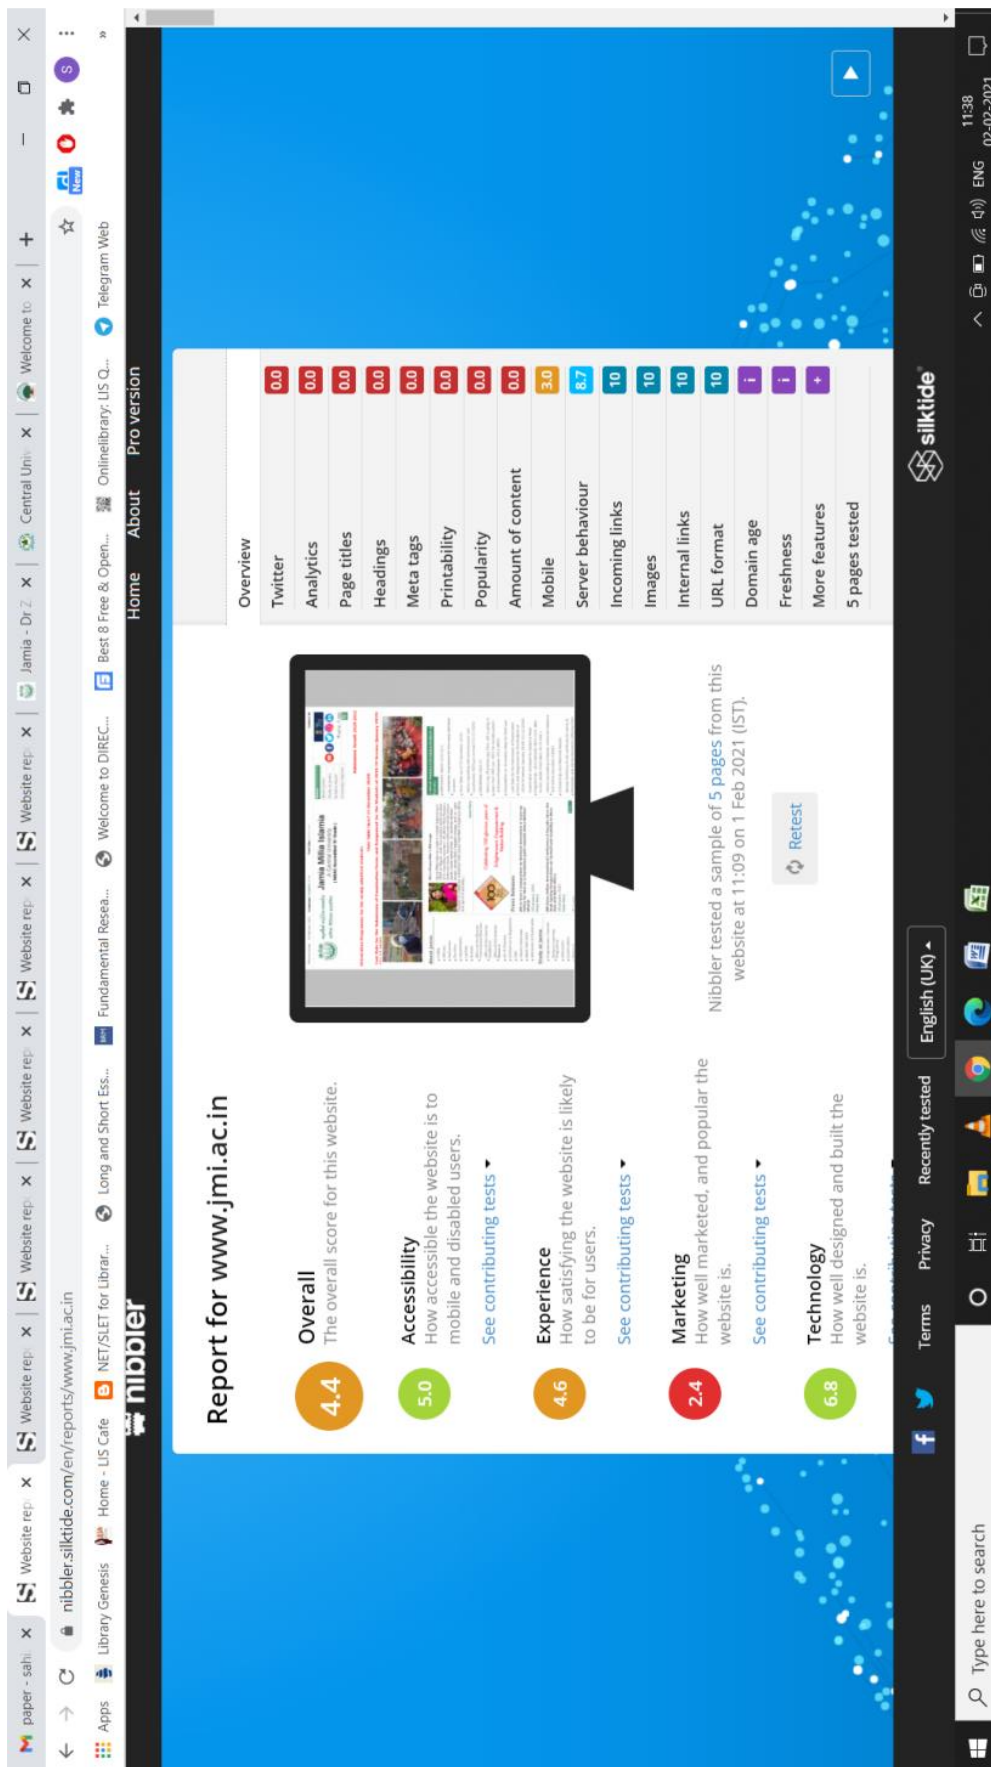 paper - sahi
Website rep
Website rep
Website rep
Website rep
Website rep
Website rep
Jamia - Dr Z
Central Univ
Welcome to
nibbler.silktide.com/en/reports/www.jmi.ac.in
New
S
Apps
Library Genesis
Home - LIS Cafe
NET/SLET for Librar...
Long and Short Ess...
Fundamental Resea...
Welcome to DIREC...
Best 8 Free & Open...
Onlinelibrary: LIS Q...
Telegram Web
»
nibbler
Home
About
Pro version
Report for www.jmi.ac.in
4.4
Overall
The overall score for this website.
5.0
Accessibility
How accessible the website is to
mobile and disabled users.
See contributing tests
4.6
Experience
How satisfying the website is likely
to be for users.
See contributing tests
2.4
Marketing
How well marketed, and popular the
website is.
See contributing tests
6.8
Technology
How well designed and built the
website is.
See contributing tests
Jamia Millia Islamia
Nibbler tested a sample of 5 pages from this
website at 11:09 on 1 Feb 2021 (IST).
Retest
Overview
Twitter 0.0
Analytics 0.0
Page titles 0.0
Headings 0.0
Meta tags 0.0
Printability 0.0
Popularity 0.0
Amount of content 0.0
Mobile 3.0
Server behaviour 8.7
Incoming links 10
Images 10
Internal links 10
URL format 10
Domain age i
Freshness i
More features +
5 pages tested
Terms
Privacy
Recently tested
English (UK)
silktide
Type here to search
ENG
11:38
02-02-2021